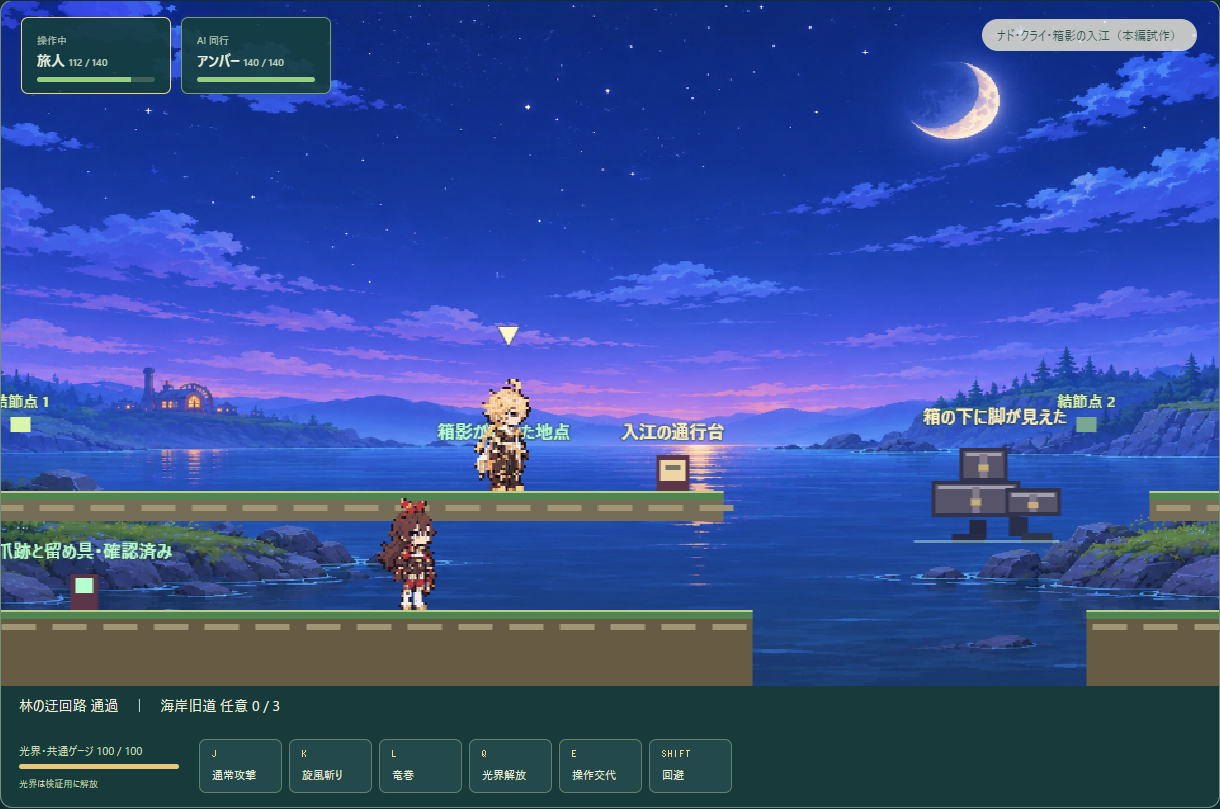 操作中
旅人 112 / 140
AI 同行
アンバー 140 / 140
ナド・クライ・箱影の入江（本編試作）
結節点 1
箱影が
た地点
入江の通行台
箱の下に脚が見えた
結節点 2
爪跡と留め具・確認済み
林の迂回路 通過 | 海岸旧道 任意 0 / 3
光界・共通ゲージ 100 / 100
光界は検証用に解放
J
通常攻撃
K
旋風斬り
L
竜巻
Q
光界解放
E
操作交代
SHIFT
回避